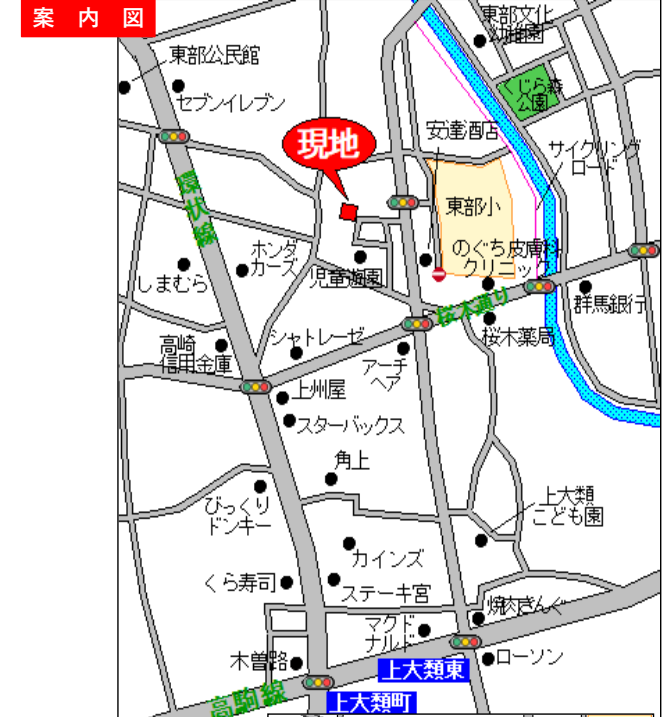 案内図
東部文化
幼稚園
東部公民館
セブンイレブン
くじら森
公園
安達酒店
サイクリング
ロード
現地
環状線
東部小
ホンダ
カーズ
のぐち皮膚科
クリニック
しまむら
児童遊園
群馬銀行
桜木通り
桜木薬局
シャトレーゼ
高崎
信用金庫
アーチ
ヘア
上州屋
スターバックス
角上
びっくり
ドンキー
上大類
こども園
カインズ
くら寿司
ステーキ宮
焼肉きんぐ
マクド
ナルド
木曽路
上大類東
ローソン
高駒線
上大類町